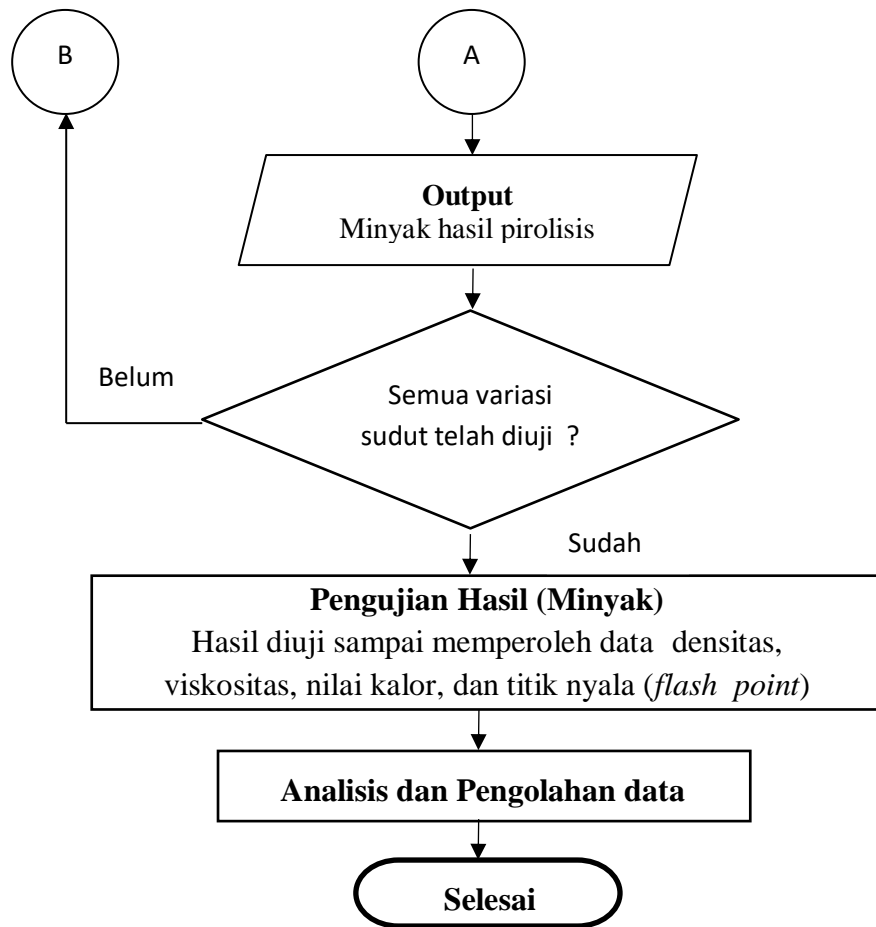 B
A
Output
Minyak hasil pirolisis
Belum
Semua variasi
sudut telah diuji ?
Sudah
Pengujian Hasil (Minyak)
Hasil diuji sampai memperoleh data densitas,
viskositas, nilai kalor, dan titik nyala (flash point)
Analisis dan Pengolahan data
Selesai